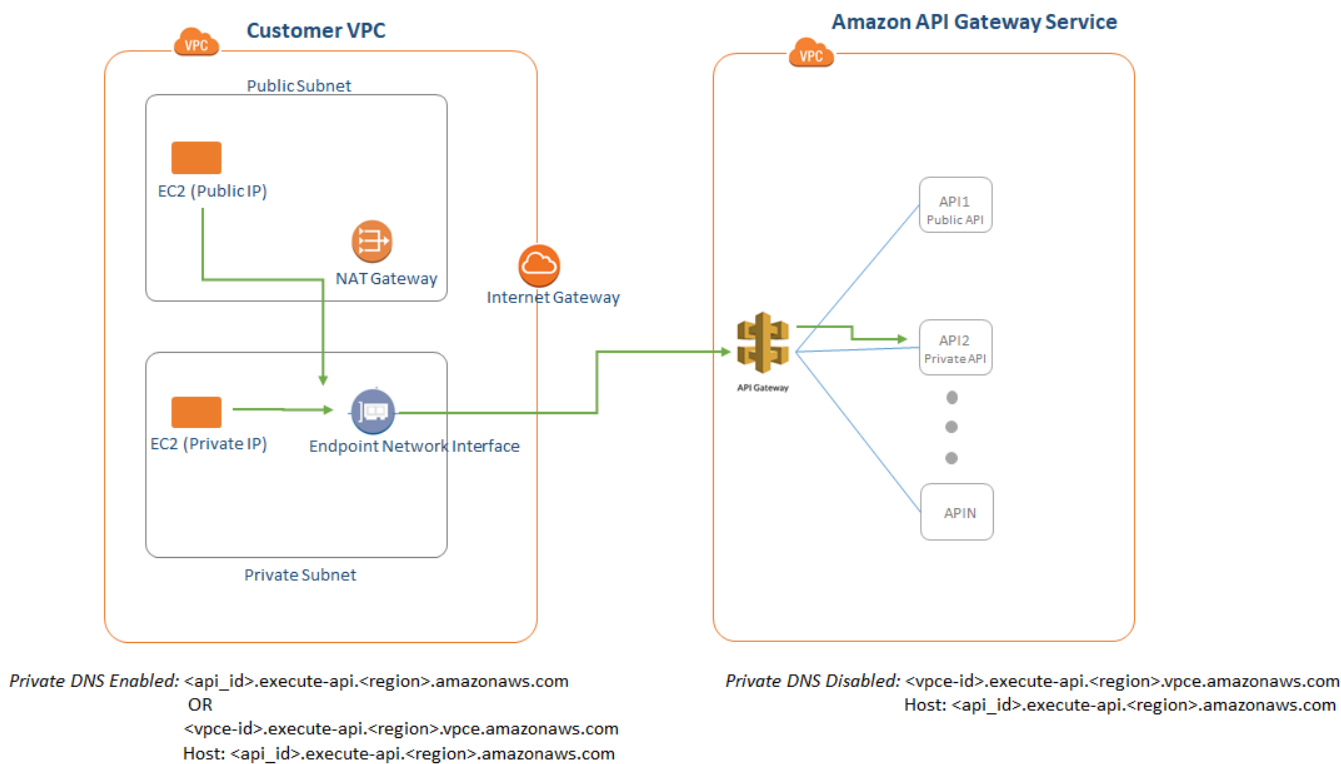 Customer VPC
Amazon API Gateway Service
VPC
VPC
Public Subnet
EC2 (Public IP)
NAT Gateway
Internet Gateway
API1
Public API
API Gateway
API2
Private API
EC2 (Private IP)
Endpoint Network Interface
APIN
Private Subnet
Private DNS Enabled: <api_id>.execute-api.<region>.amazonaws.com
OR
<vpce-id>.execute-api.<region>.vpce.amazonaws.com
Host: <api_id>.execute-api.<region>.amazonaws.com
Private DNS Disabled: <vpce-id>.execute-api.<region>.vpce.amazonaws.com
Host: <api_id>.execute-api.<region>.amazonaws.com